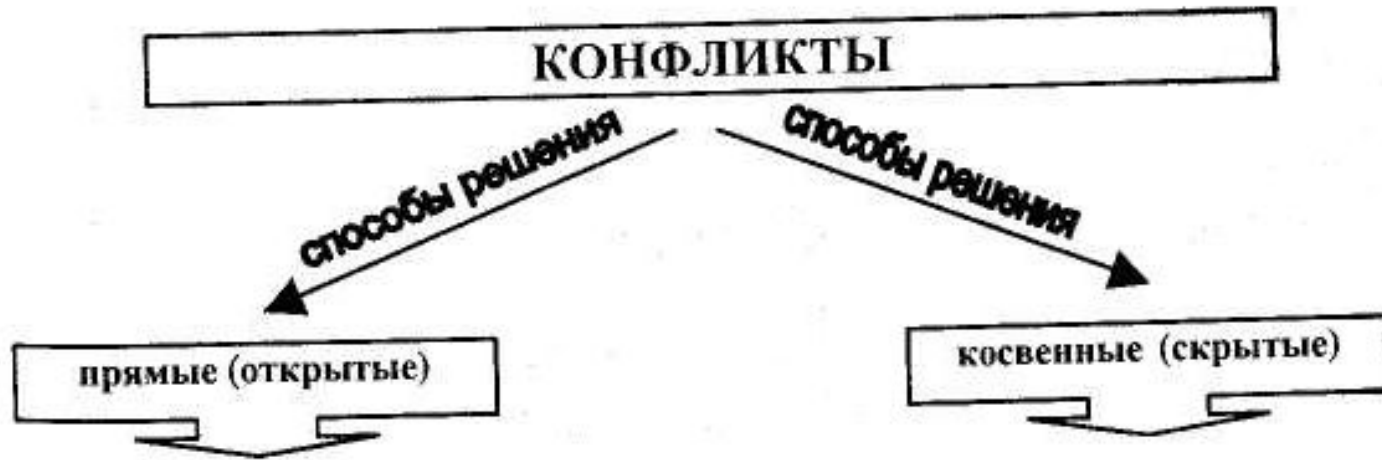 КОНФЛИКТЫ
способы решения
способы решения
прямые (открытые)
косвенные (скрытые)